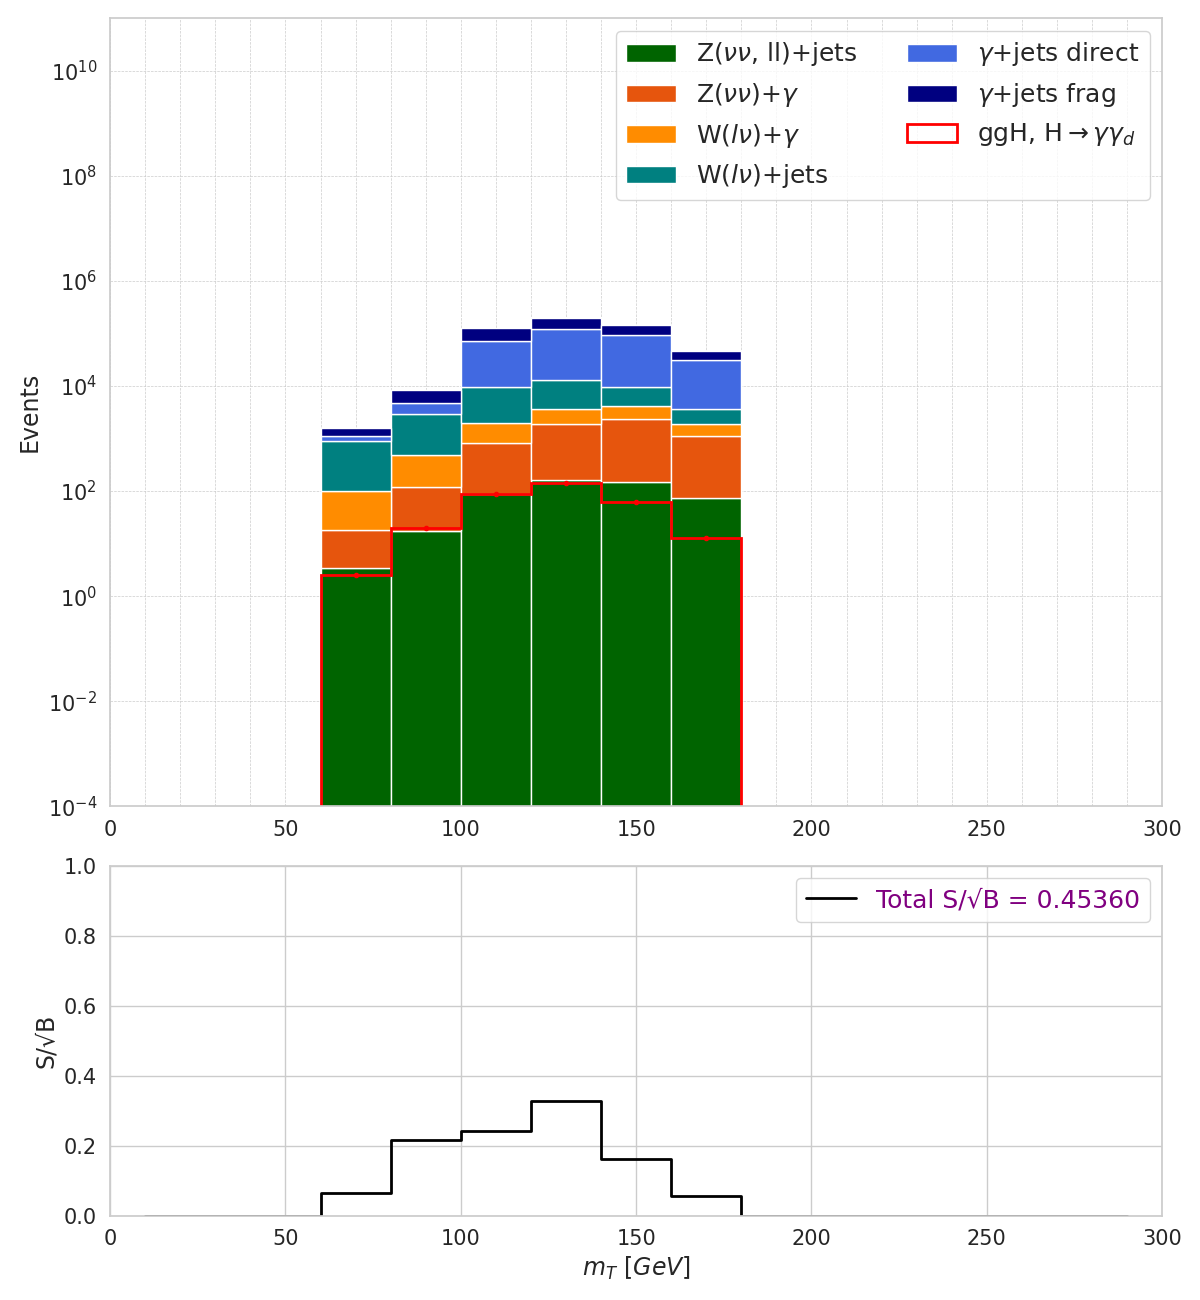 Z(νν, ll)+jets
Z(νν)+γ
W(lν)+γ
W(lν)+jets
γ+jets direct
γ+jets frag
ggH, H→γγ_d
Events
10^10
10^8
10^6
10^4
10^2
10^0
10^−2
10^−4
0 50 100 150 200 250 300
Total S/√B = 0.45360
S/√B
1.0
0.8
0.6
0.4
0.2
0.0
0 50 100 150 200 250 300
m_T [GeV]